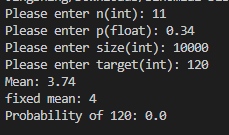 Please enter n(int): 11
Please enter p(float): 0.34
Please enter size(int): 10000
Please enter target(int): 120
Mean: 3.74
fixed mean: 4
Probability of 120: 0.0